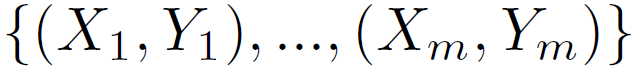 {(X₁, Y₁), ..., (Xₘ, Yₘ)}